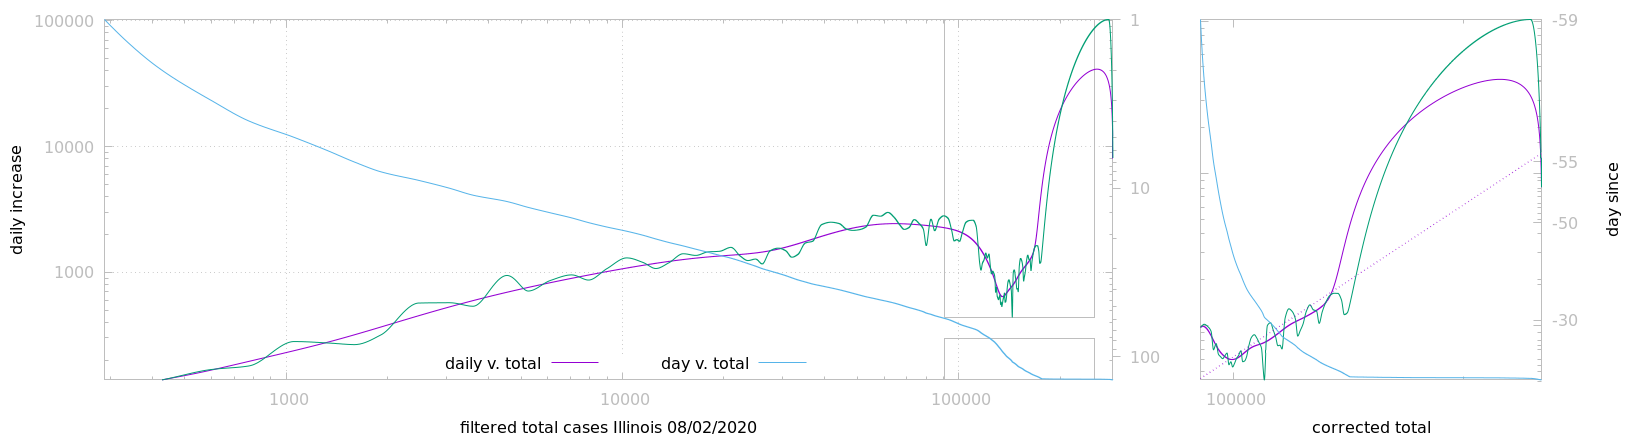 100000
10000
1000
daily increase
1
10
100
daily v. total
day v. total
1000
10000
100000
filtered total cases Illinois 08/02/2020
-59
-55
-50
-30
day since
100000
corrected total